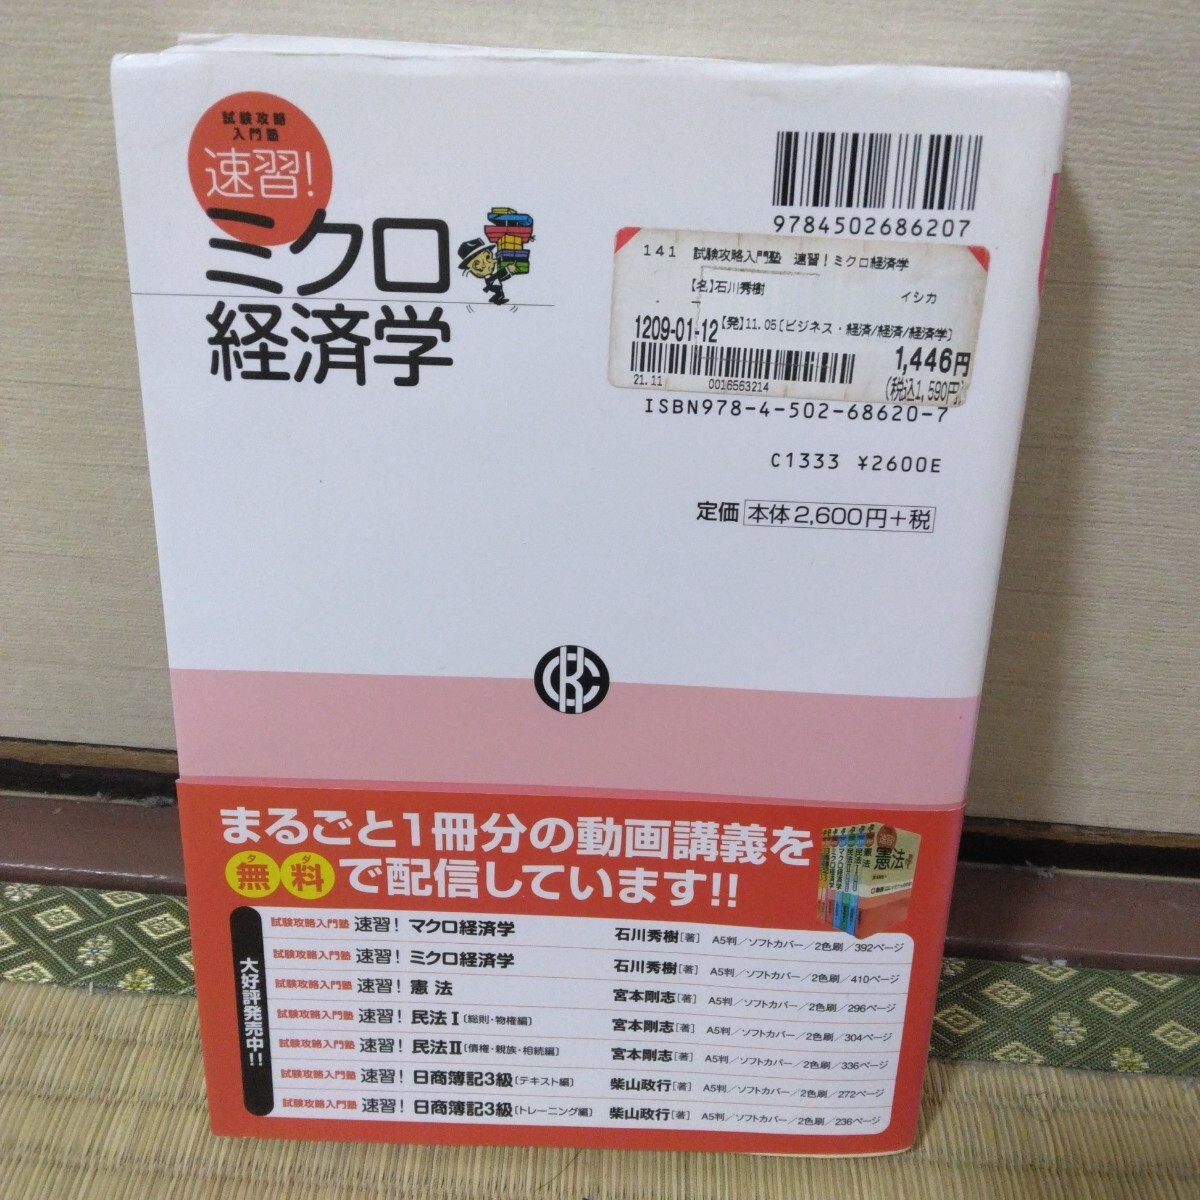 試験攻略
入門塾
速習!
ミクロ
経済学
9784502686207
141 試験攻略入門塾 速習!ミクロ経済学
【名】石川秀樹 イシカ
1209-01-12 【発】11.05[ビジネス・経済/経済/経済学]
1,446円
(税込1,590円)
21.11 0016563214
ISBN978-4-502-68620-7
C1333 ¥2600E
定価 本体2,600円+税
まるごと1冊分の動画講義を
無料で配信しています!!
タダ
憲法
大好評発売中!!
試験攻略入門塾 速習! マクロ経済学 石川秀樹[著] A5判/ソフトカバー/2色刷/392ページ
試験攻略入門塾 速習! ミクロ経済学 石川秀樹[著] A5判/ソフトカバー/2色刷/410ページ
試験攻略入門塾 速習! 憲法 宮本剛志[著] A5判/ソフトカバー/2色刷/296ページ
試験攻略入門塾 速習! 民法Ⅰ[総則・物権編] 宮本剛志[著] A5判/ソフトカバー/2色刷/304ページ
試験攻略入門塾 速習! 民法Ⅱ[債権・親族・相続編] 宮本剛志[著] A5判/ソフトカバー/2色刷/336ページ
試験攻略入門塾 速習! 日商簿記3級[テキスト編] 柴山政行[著] A5判/ソフトカバー/2色刷/272ページ
試験攻略入門塾 速習! 日商簿記3級[トレーニング編] 柴山政行[著] A5判/ソフトカバー/2色刷/236ページ